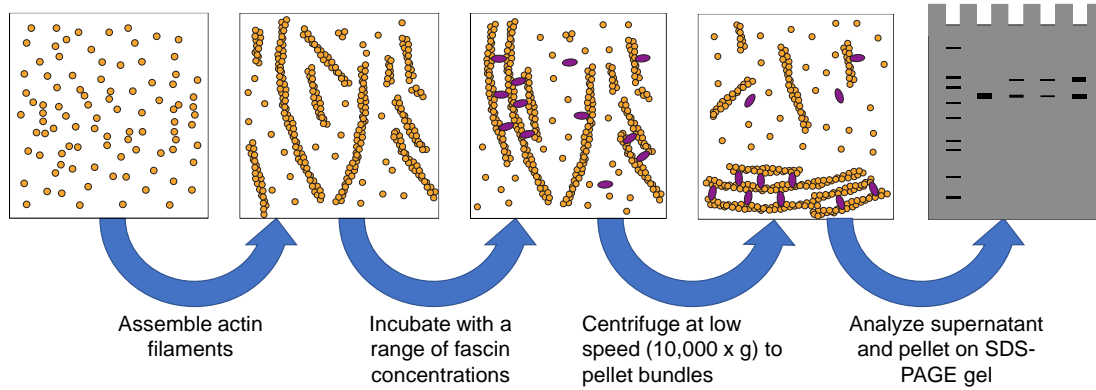 Assemble actin
filaments
Incubate with a
range of fascin
concentrations
Centrifuge at low
speed (10,000 x g) to
pellet bundles
Analyze supernatant
and pellet on SDS-
PAGE gel